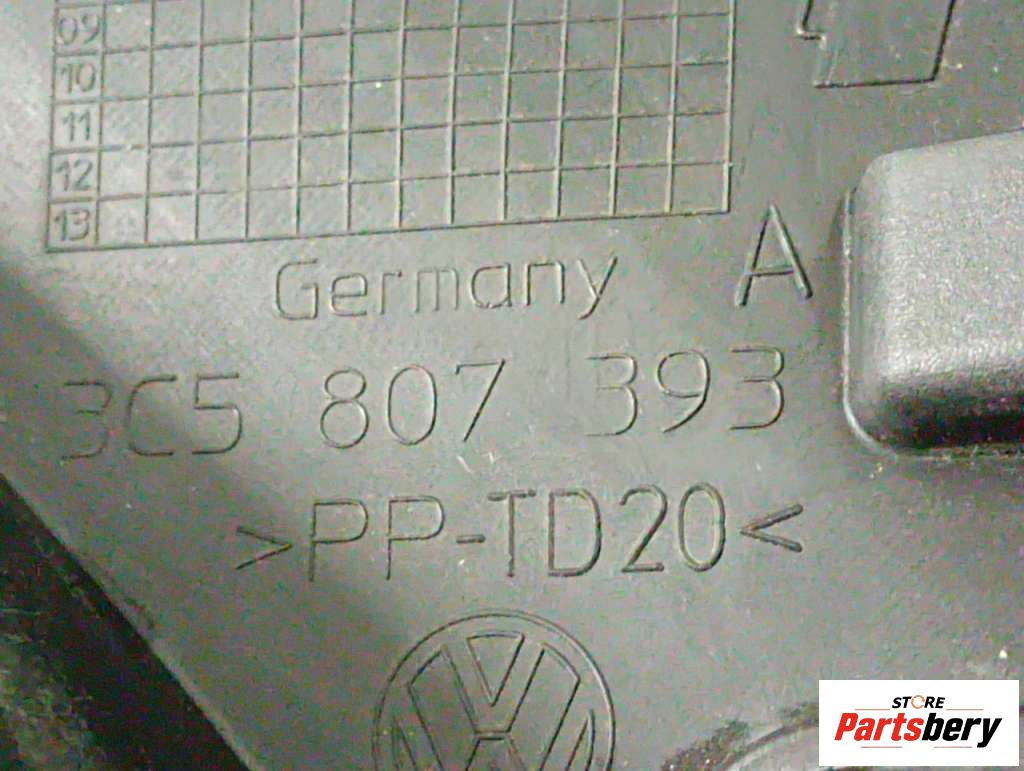 09
10
11
12
13
Germany A
3C5 807 393
>PP-TD20<
STORE
Partsbery